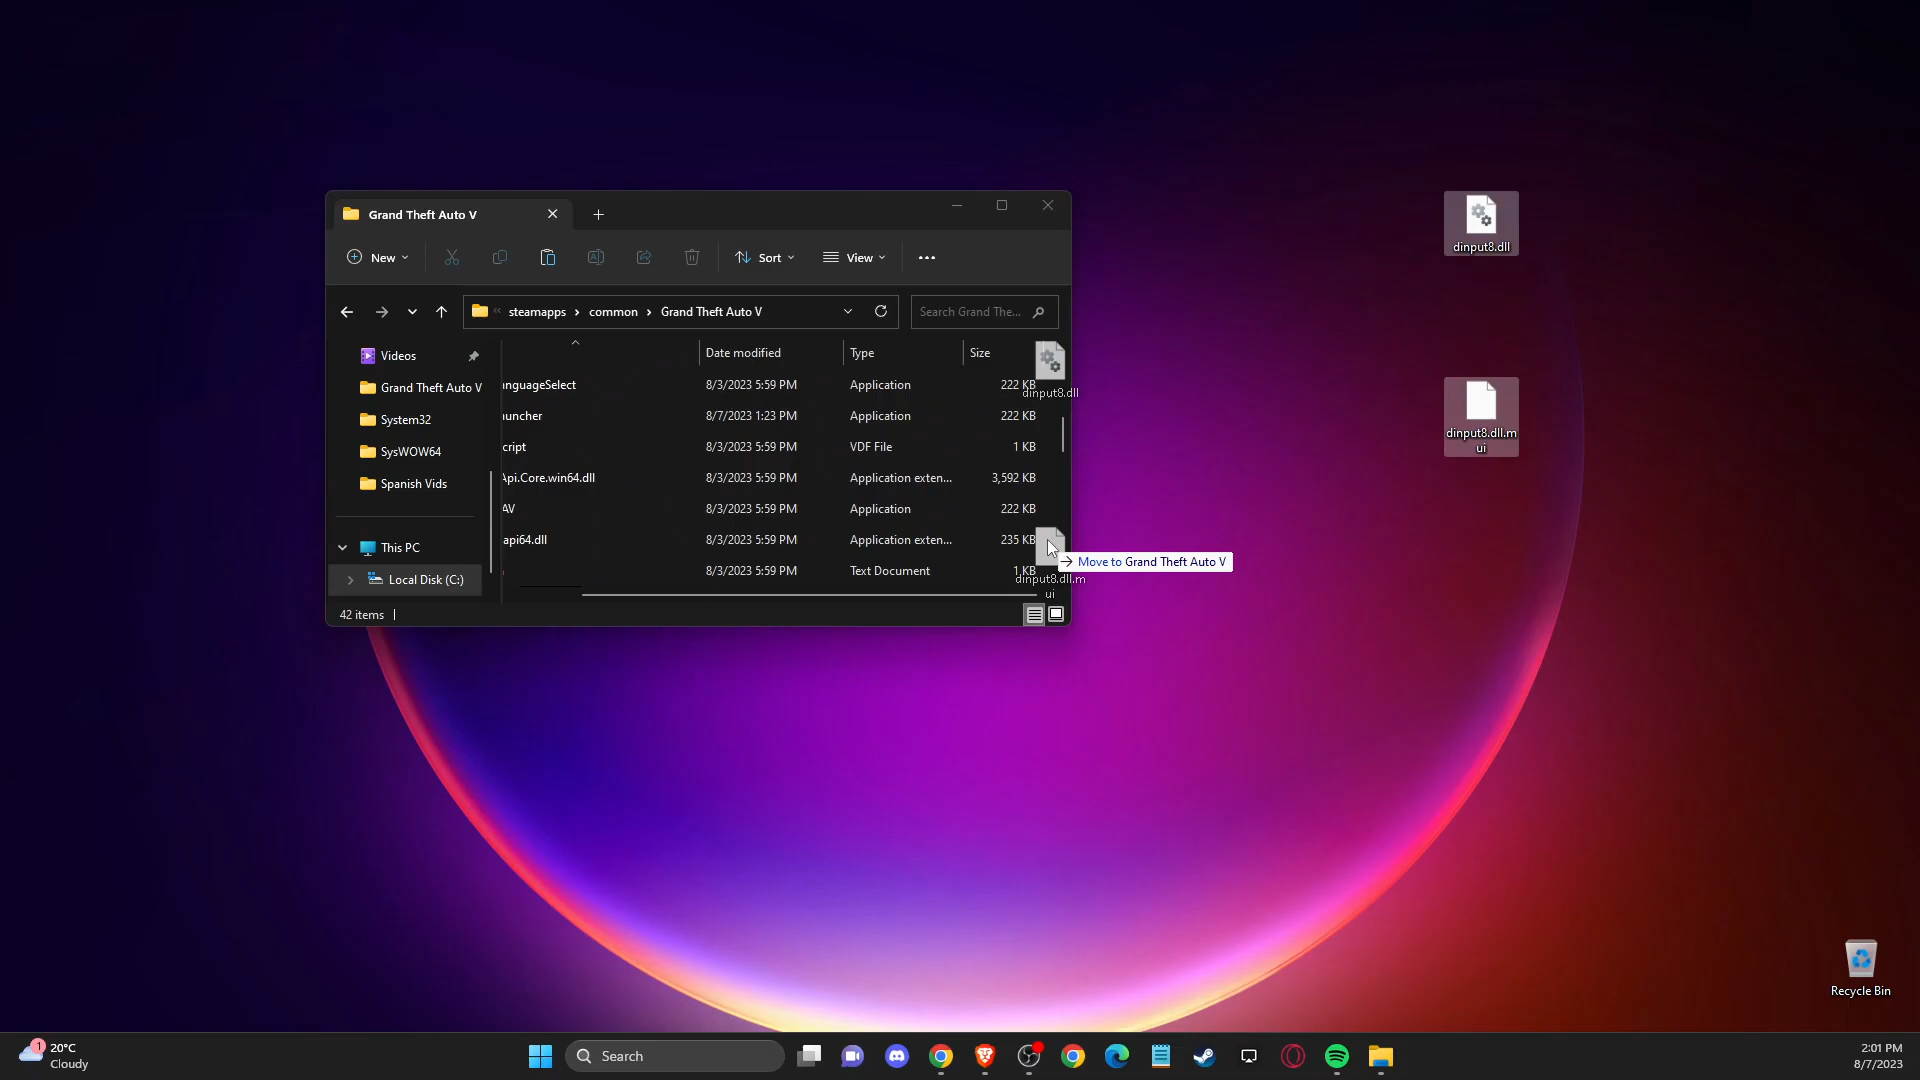 Grand Theft Auto V
New
Sort
View
steamapps
common
Grand Theft Auto V
Search Grand The...
Videos
Grand Theft Auto V
System32
SysWOW64
Spanish Vids
This PC
Local Disk (C:)
Date modified
Type
Size
anguageSelect 8/3/2023 5:59 PM Application 222 KB
auncher 8/7/2023 1:23 PM Application 222 KB
cript 8/3/2023 5:59 PM VDF File 1 KB
Api.Core.win64.dll 8/3/2023 5:59 PM Application exten... 3,592 KB
AV 8/3/2023 5:59 PM Application 222 KB
api64.dll 8/3/2023 5:59 PM Application exten... 235 KB
8/3/2023 5:59 PM Text Document 1 KB
dinput8.dll
dinput8.dll.m
ui
Move to Grand Theft Auto V
42 items
dinput8.dll
dinput8.dll.m
ui
Recycle Bin
1
20°C
Cloudy
Search
2:01 PM
8/7/2023